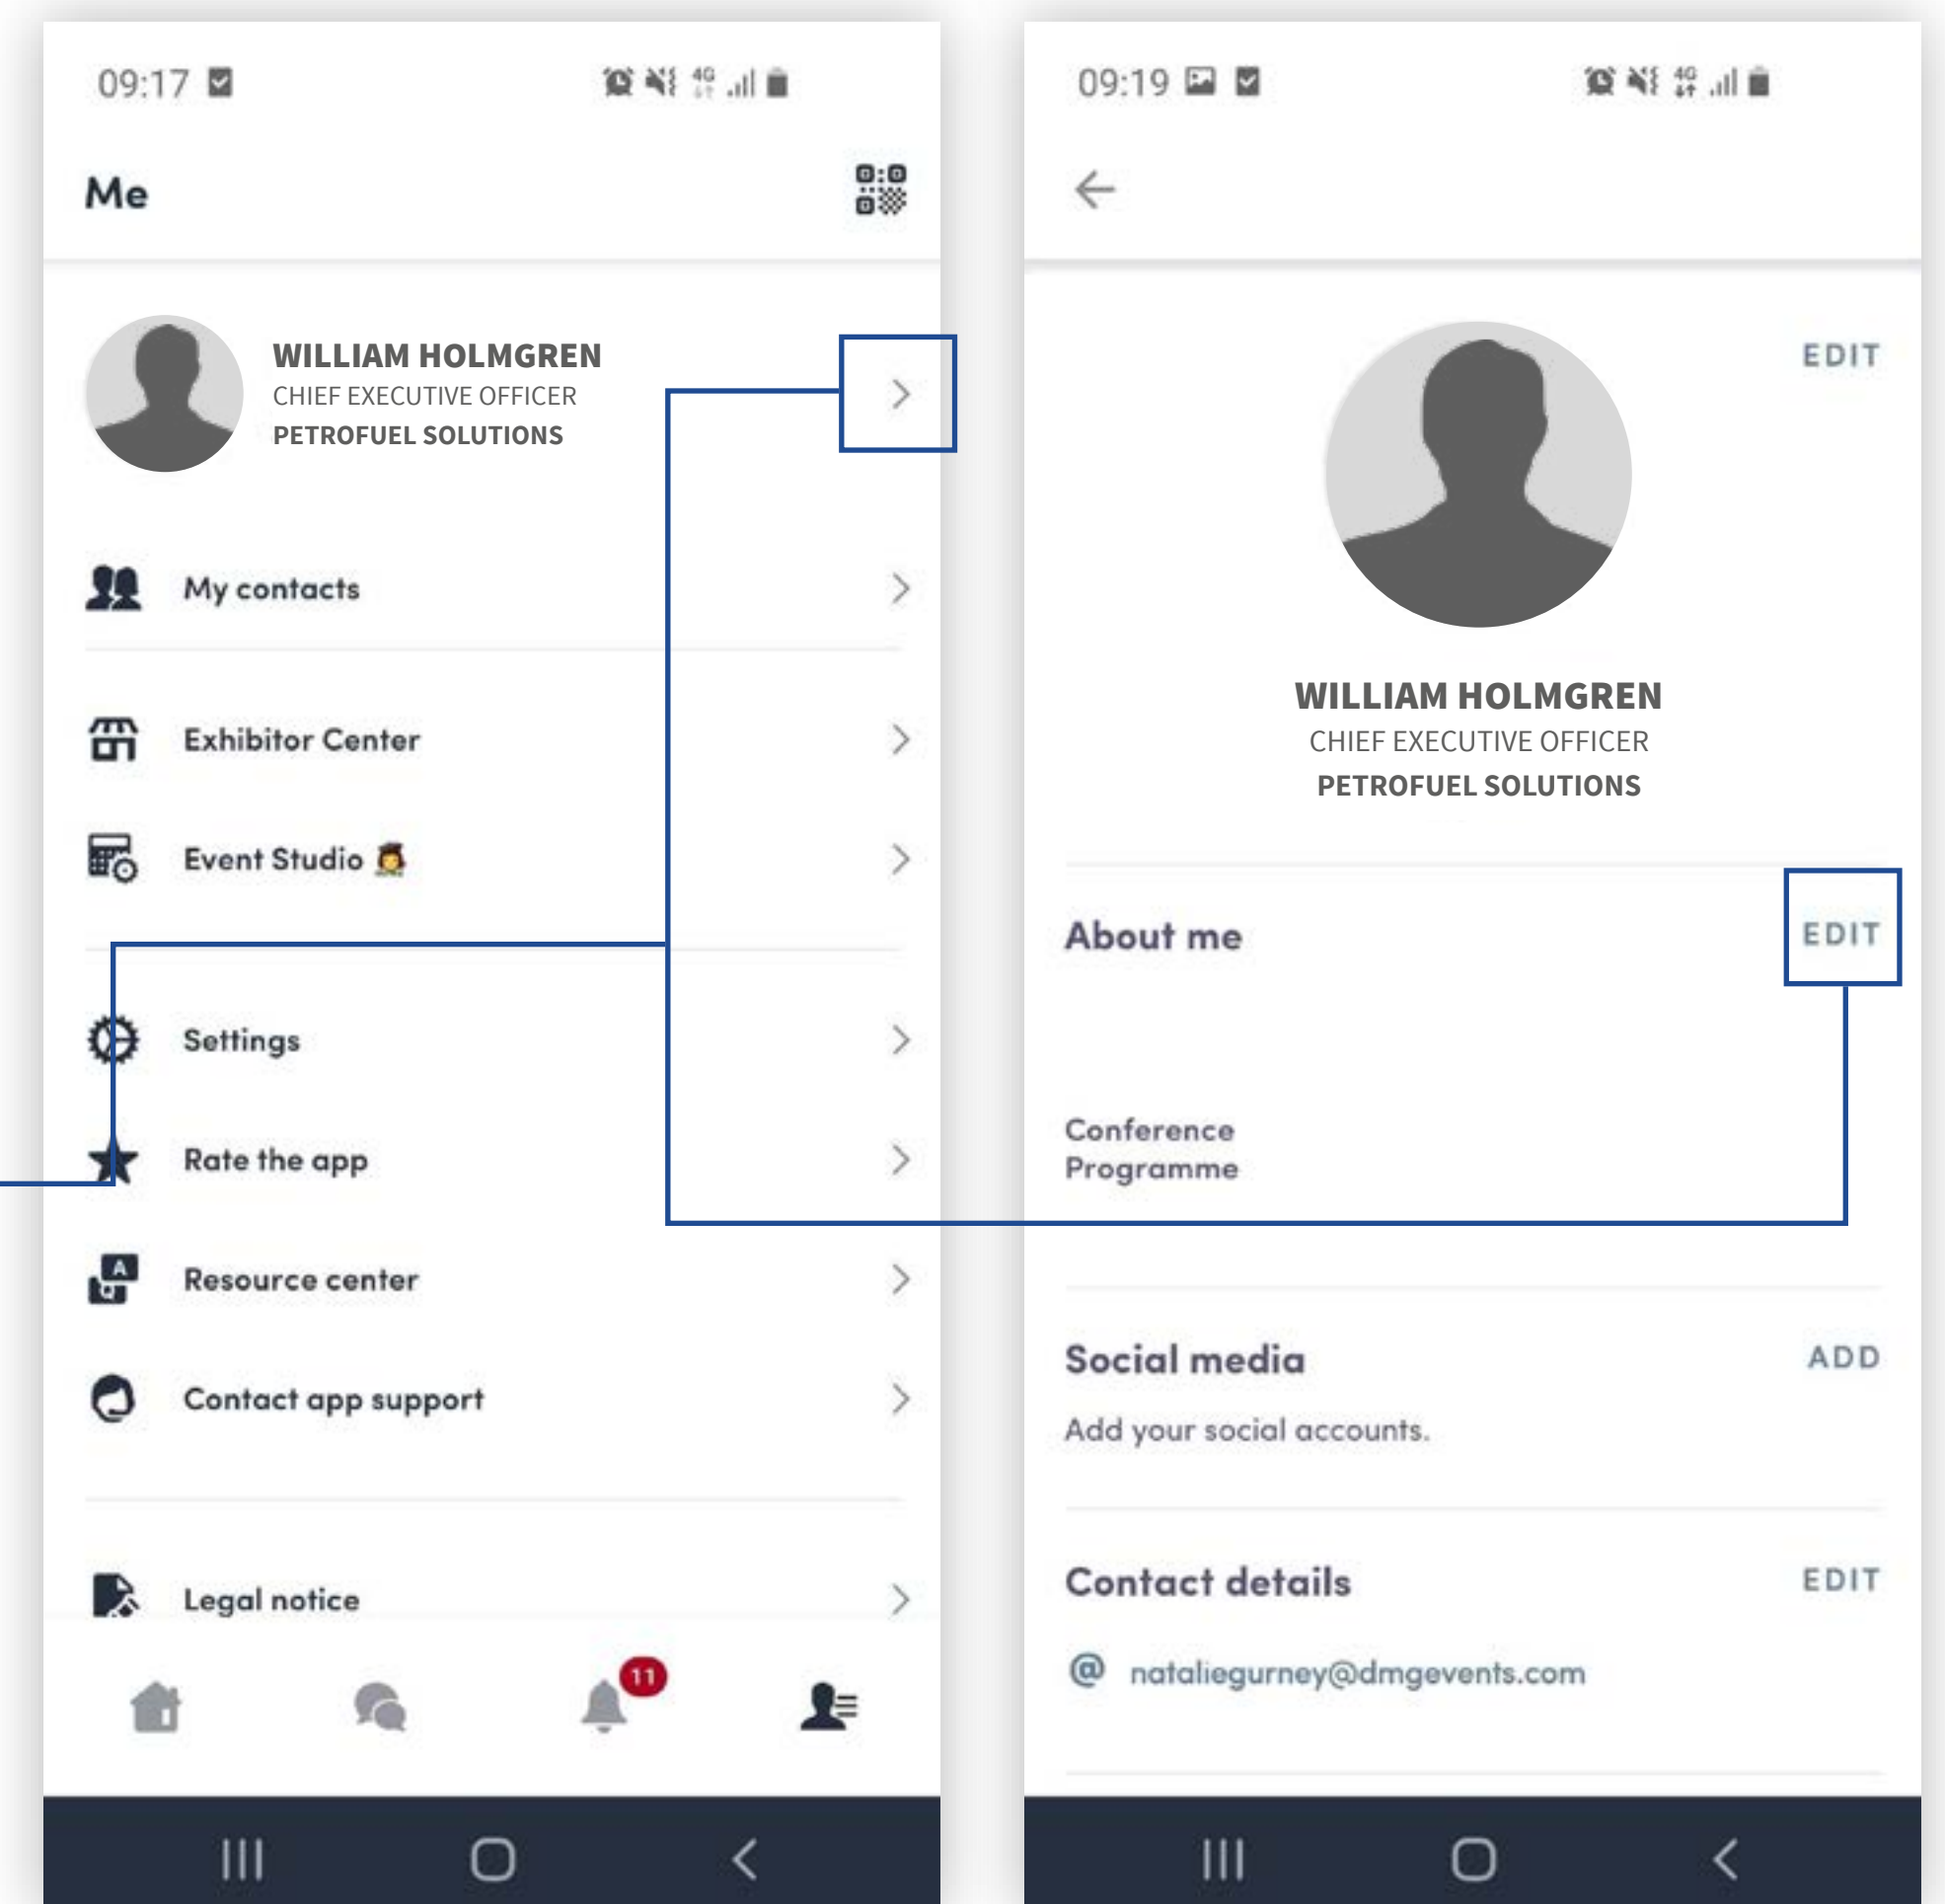 09:17
4G
Me
WILLIAM HOLMGREN
CHIEF EXECUTIVE OFFICER
PETROFUEL SOLUTIONS
My contacts
Exhibitor Center
Event Studio 👩‍🎓
Settings
Rate the app
A
Q
Resource center
Contact app support
Legal notice
11
09:19
4G
EDIT
WILLIAM HOLMGREN
CHIEF EXECUTIVE OFFICER
PETROFUEL SOLUTIONS
About me
EDIT
Conference
Programme
Social media
ADD
Add your social accounts.
Contact details
EDIT
@ nataliegurney@dmgevents.com